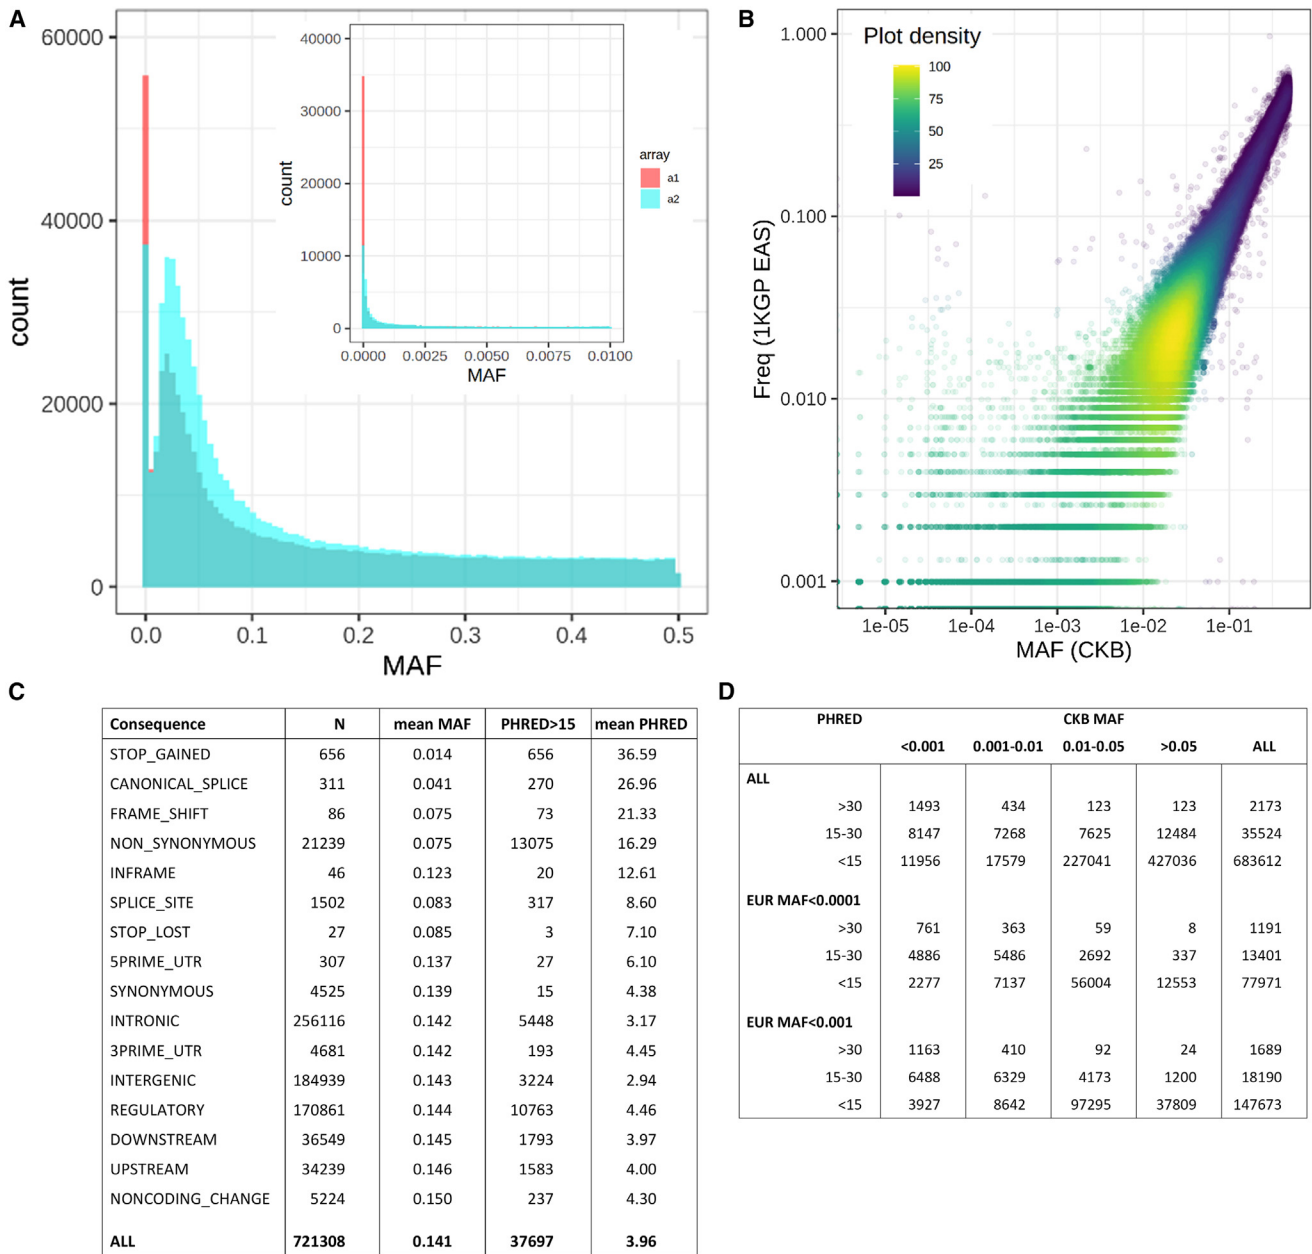 A
60000
40000
20000
0
count
0.0
0.1
0.2
0.3
0.4
0.5
MAF
40000
30000
20000
10000
0
count
0.0000
0.0025
0.0050
0.0075
0.0100
MAF
array
a1
a2
B
Plot density
100
75
50
25
1.000
0.100
0.010
0.001
Freq (1KGP EAS)
1e-05
1e-04
1e-03
1e-02
1e-01
MAF (CKB)
C
Consequence N mean MAF PHRED>15 mean PHRED
STOP_GAINED 656 0.014 656 36.59
CANONICAL_SPLICE 311 0.041 270 26.96
FRAME_SHIFT 86 0.075 73 21.33
NON_SYNONYMOUS 21239 0.075 13075 16.29
INFRAME 46 0.123 20 12.61
SPLICE_SITE 1502 0.083 317 8.60
STOP_LOST 27 0.085 3 7.10
5PRIME_UTR 307 0.137 27 6.10
SYNONYMOUS 4525 0.139 15 4.38
INTRONIC 256116 0.142 5448 3.17
3PRIME_UTR 4681 0.142 193 4.45
INTERGENIC 184939 0.143 3224 2.94
REGULATORY 170861 0.144 10763 4.46
DOWNSTREAM 36549 0.145 1793 3.97
UPSTREAM 34239 0.146 1583 4.00
NONCODING_CHANGE 5224 0.150 237 4.30
ALL 721308 0.141 37697 3.96
D
PHRED CKB MAF
<0.001 0.001-0.01 0.01-0.05 >0.05 ALL
ALL
>30 1493 434 123 123 2173
15-30 8147 7268 7625 12484 35524
<15 11956 17579 227041 427036 683612
EUR MAF<0.0001
>30 761 363 59 8 1191
15-30 4886 5486 2692 337 13401
<15 2277 7137 56004 12553 77971
EUR MAF<0.001
>30 1163 410 92 24 1689
15-30 6488 6329 4173 1200 18190
<15 3927 8642 97295 37809 147673